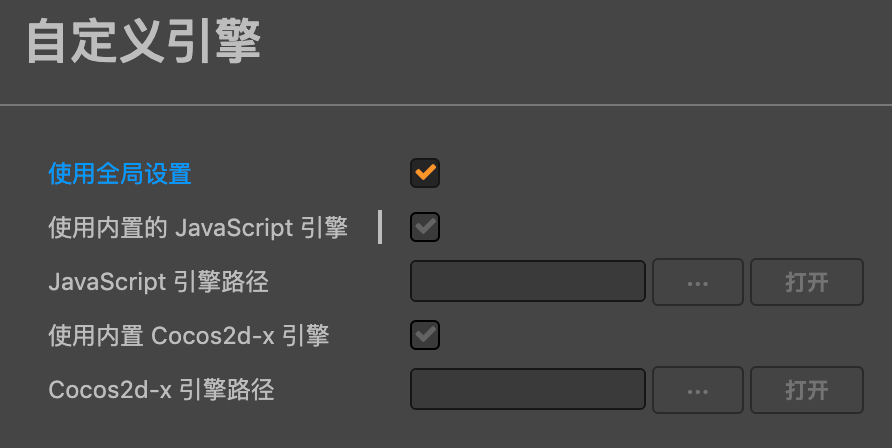 自定义引擎
使用全局设置
使用内置的 JavaScript 引擎
JavaScript 引擎路径 ... 打开
使用内置 Cocos2d-x 引擎
Cocos2d-x 引擎路径 ... 打开